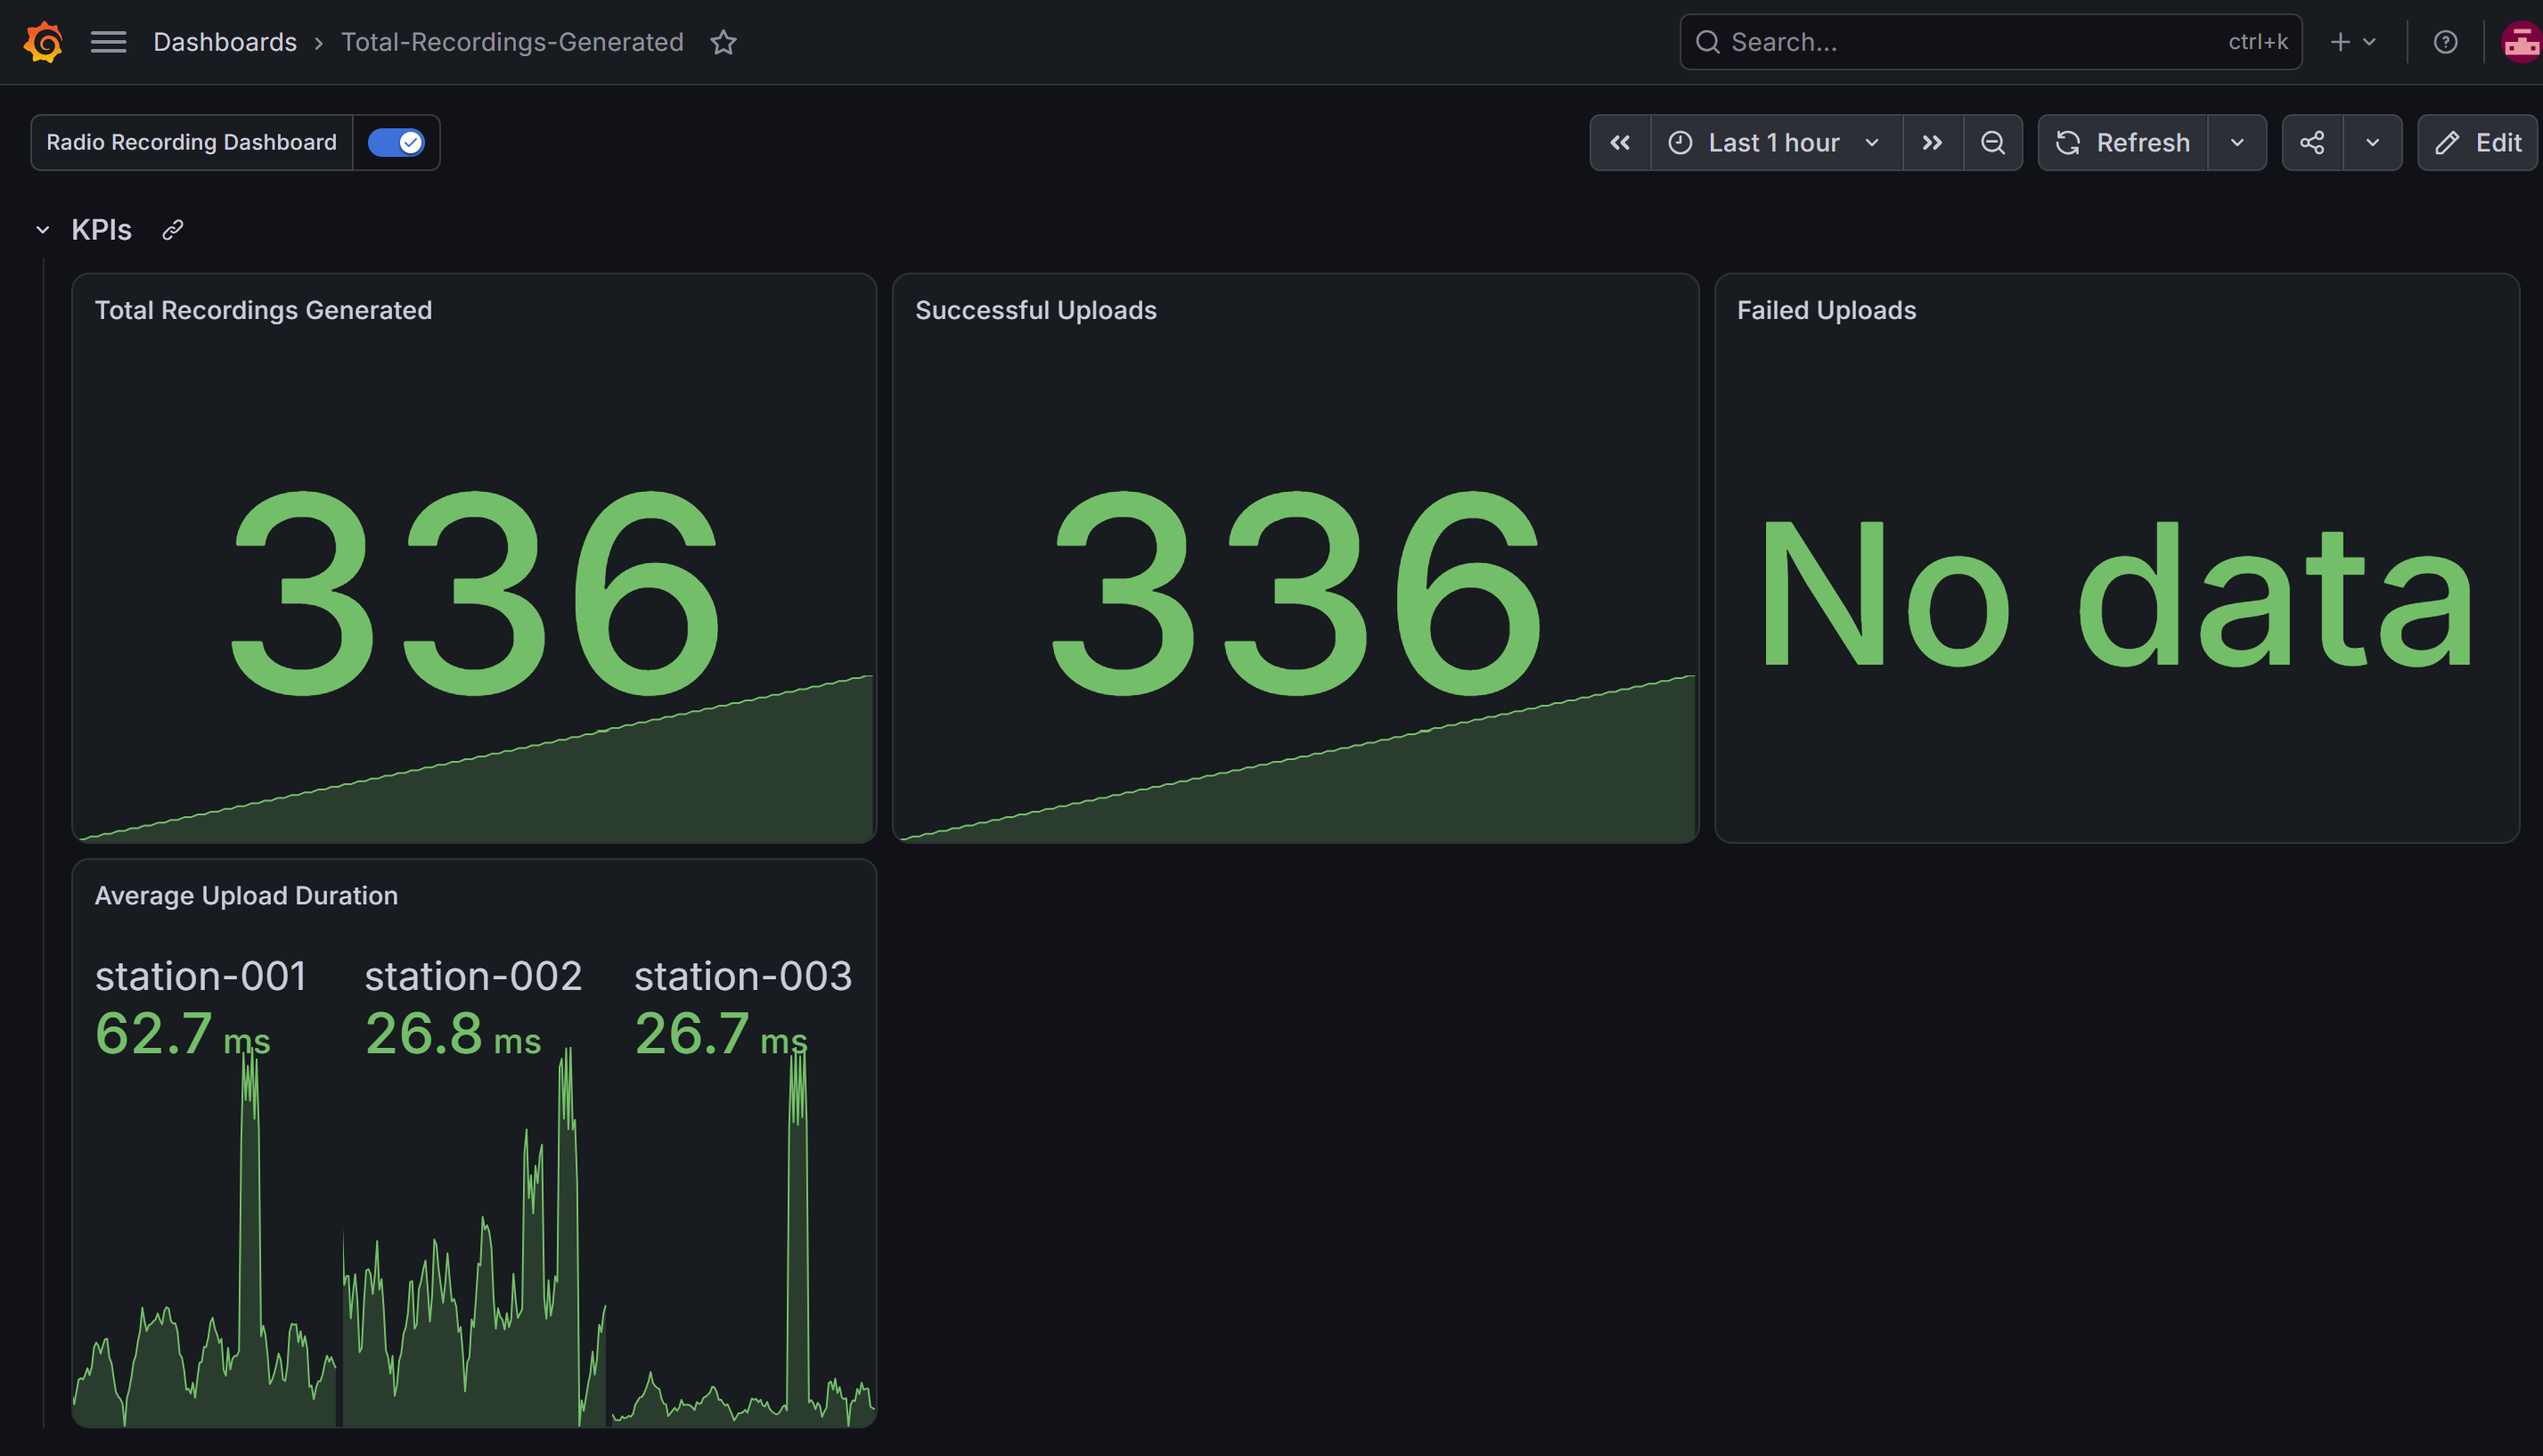 Dashboards › Total-Recordings-Generated
Search... ctrl+k
Radio Recording Dashboard
Last 1 hour
Refresh
Edit
KPIs
Total Recordings Generated
336
Successful Uploads
336
Failed Uploads
No data
Average Upload Duration
station-001
62.7 ms
station-002
26.8 ms
station-003
26.7 ms